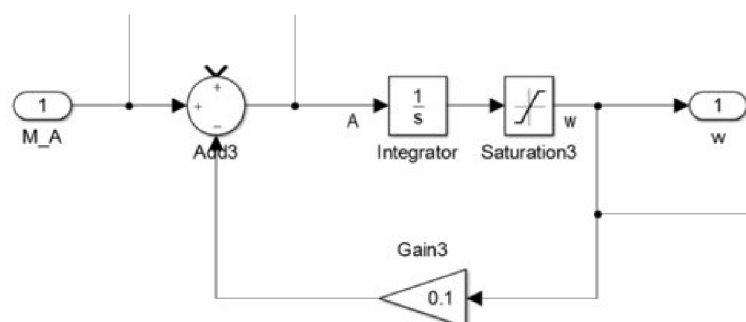 1
M_A
+
+
−
Add3
A
1
s
Integrator
Saturation3
w
1
w
Gain3
0.1